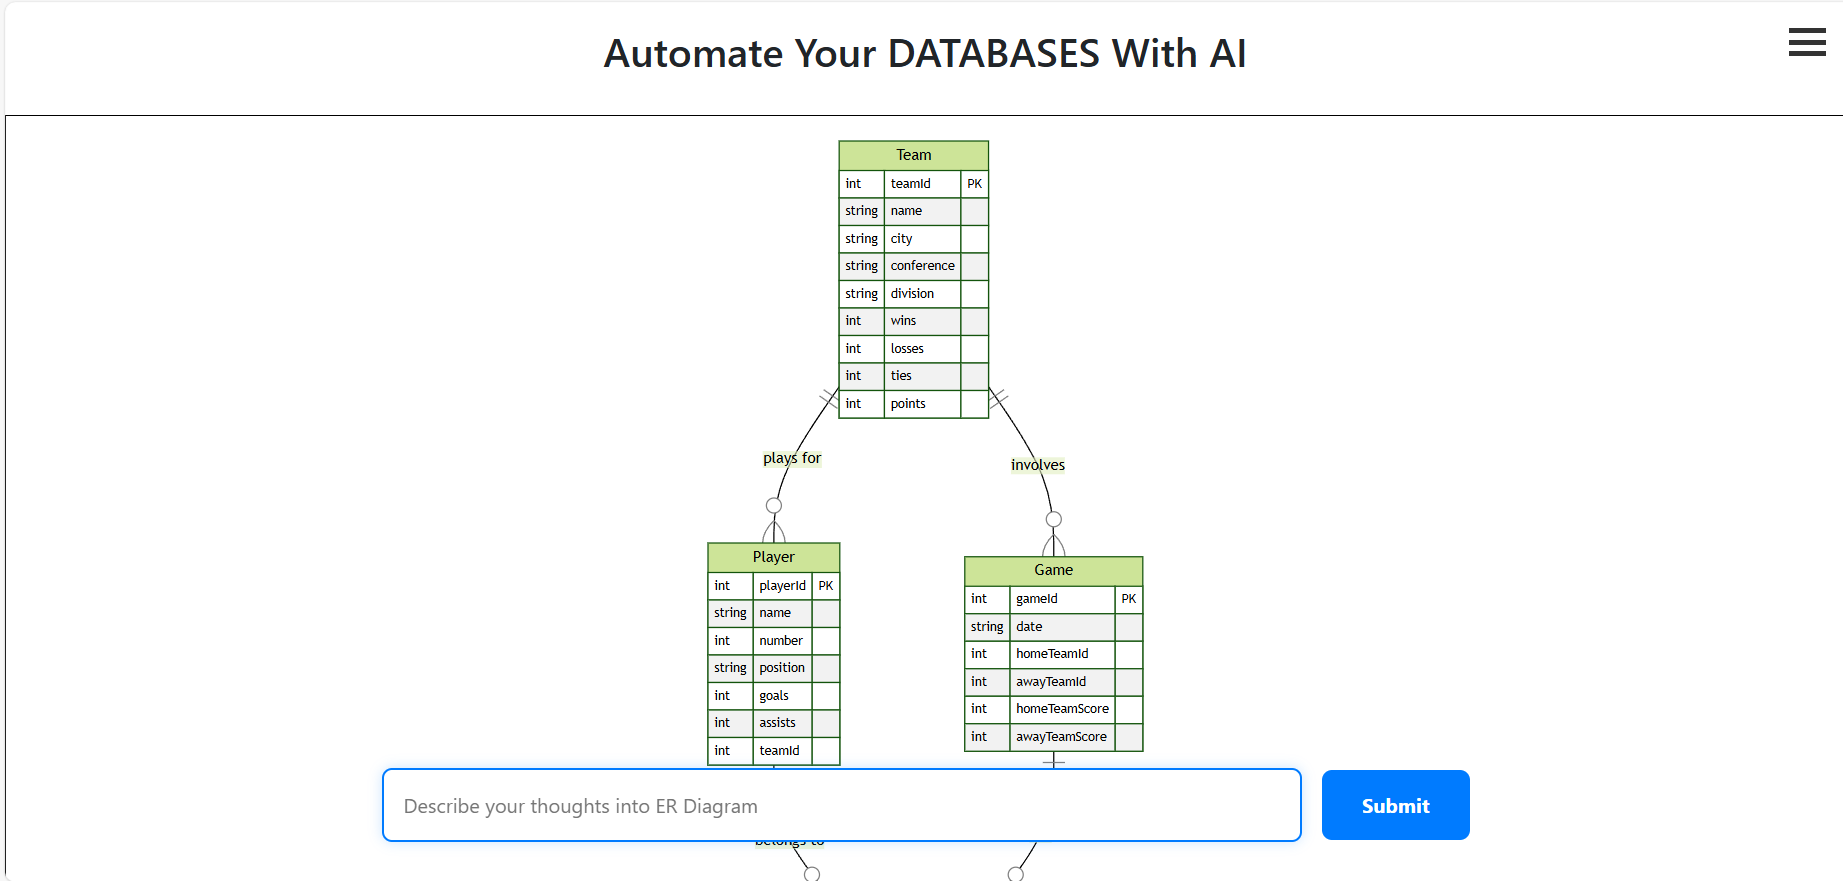 Automate Your DATABASES With AI
Team
int teamId PK
string name
string city
string conference
string division
int wins
int losses
int ties
int points
plays for
involves
Player
int playerId PK
string name
int number
string position
int goals
int assists
int teamId
Game
int gameId PK
string date
int homeTeamId
int awayTeamId
int homeTeamScore
int awayTeamScore
Describe your thoughts into ER Diagram
Submit
belongs to